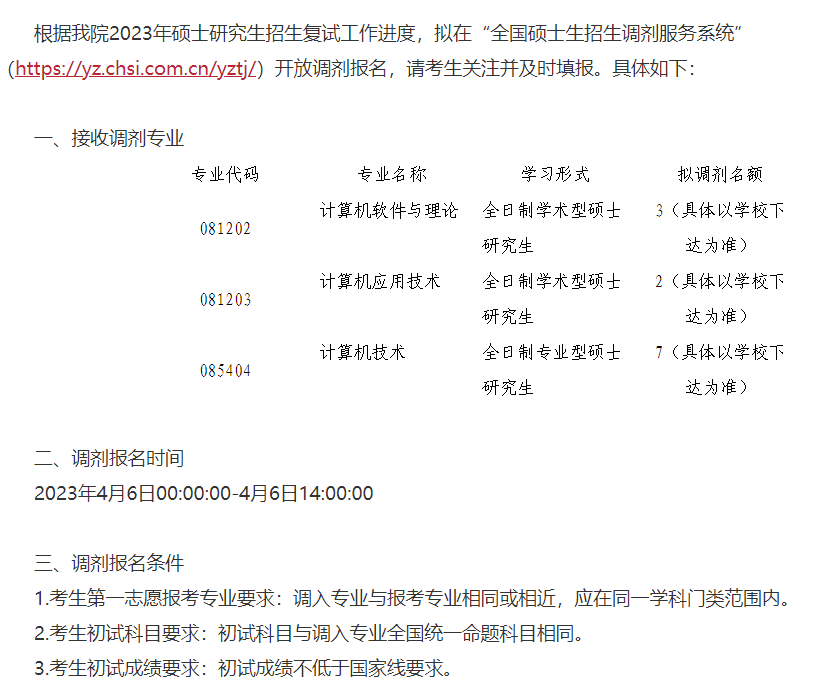 根据我院2023年硕士研究生招生复试工作进度，拟在“全国硕士生招生调剂服务系统”
（https://yz.chsi.com.cn/yztj/）开放调剂报名，请考生关注并及时填报。具体如下：
一、接收调剂专业
专业代码 专业名称 学习形式 拟调剂名额
081202 计算机软件与理论 全日制学术型硕士 3（具体以学校下
研究生 达为准）
081203 计算机应用技术 全日制学术型硕士 2（具体以学校下
研究生 达为准）
085404 计算机技术 全日制专业型硕士 7（具体以学校下
研究生 达为准）
二、调剂报名时间
2023年4月6日00:00:00-4月6日14:00:00
三、调剂报名条件
1.考生第一志愿报考专业要求：调入专业与报考专业相同或相近，应在同一学科门类范围内。
2.考生初试科目要求：初试科目与调入专业全国统一命题科目相同。
3.考生初试成绩要求：初试成绩不低于国家线要求。